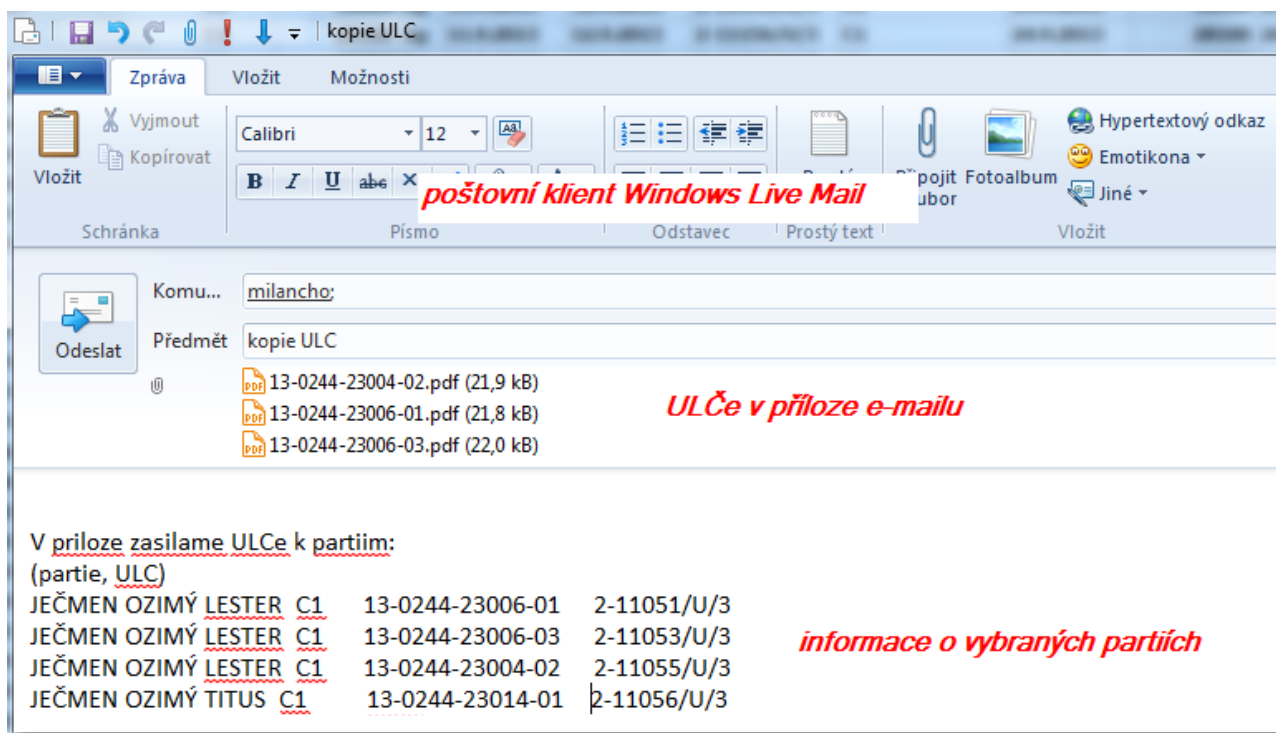 kopie ULC
Zpráva Vložit Možnosti
Vložit
Vyjmout
Kopírovat
Schránka
Calibri 12
B I U abc X
Písmo
Odstavec
Prostý text
Fotoalbum
Hypertextový odkaz
Emotikona
Jiné
Vložit
poštovní klient Windows Live Mail
Odeslat
Komu... milancho;
Předmět kopie ULC
13-0244-23004-02.pdf (21,9 kB)
13-0244-23006-01.pdf (21,8 kB)
13-0244-23006-03.pdf (22,0 kB)
ULČe v příloze e-mailu
V priloze zasilame ULCe k partiim:
(partie, ULC)
JEČMEN OZIMÝ LESTER C1 13-0244-23006-01 2-11051/U/3
JEČMEN OZIMÝ LESTER C1 13-0244-23006-03 2-11053/U/3
JEČMEN OZIMÝ LESTER C1 13-0244-23004-02 2-11055/U/3
JEČMEN OZIMÝ TITUS C1 13-0244-23014-01 2-11056/U/3
informace o vybraných partiích